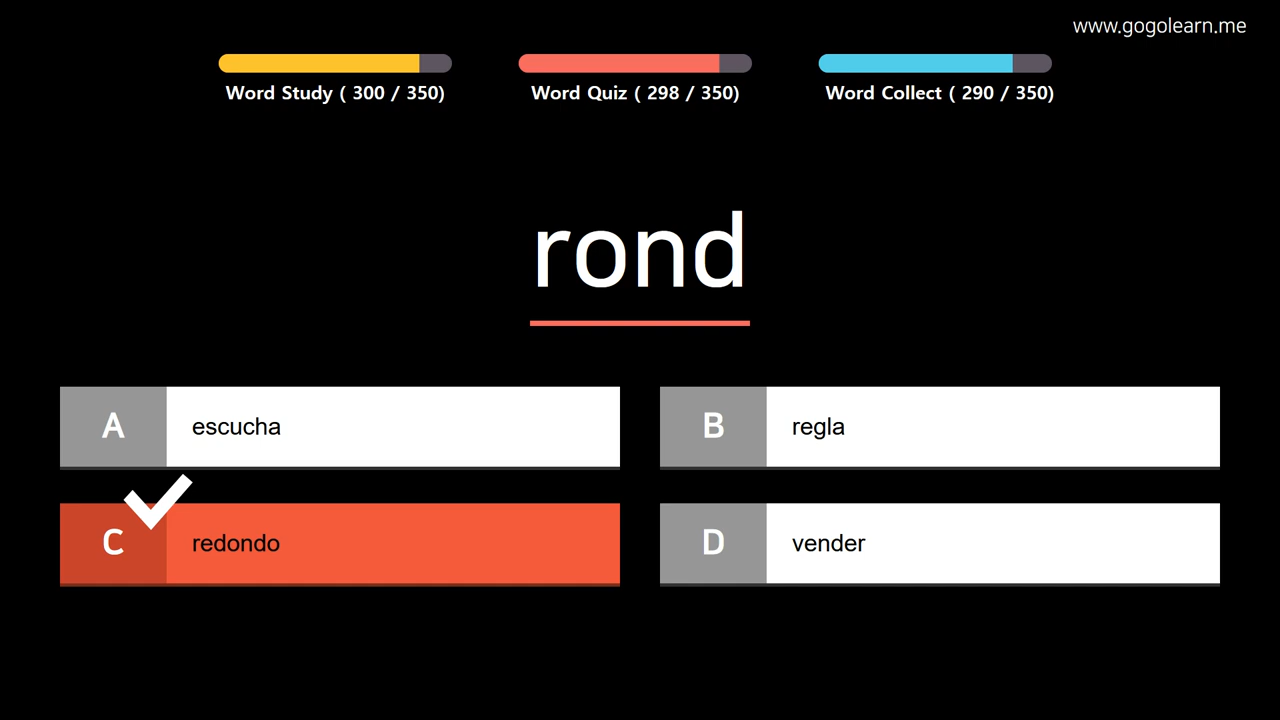 www.gogolearn.me
Word Study ( 300 / 350)
Word Quiz ( 298 / 350)
Word Collect ( 290 / 350)
rond
A
escucha
B
regla
C
redondo
D
vender